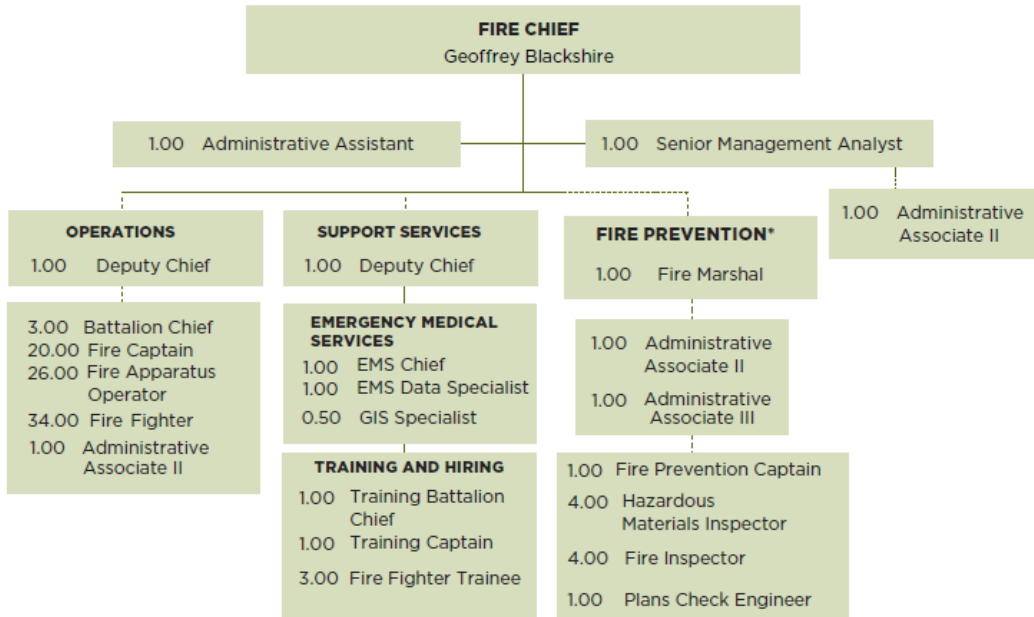 FIRE CHIEF
Geoffrey Blackshire
1.00 Administrative Assistant
1.00 Senior Management Analyst
1.00 Administrative
Associate II
OPERATIONS
1.00 Deputy Chief
3.00 Battalion Chief
20.00 Fire Captain
26.00 Fire Apparatus
Operator
34.00 Fire Fighter
1.00 Administrative
Associate II
SUPPORT SERVICES
1.00 Deputy Chief
EMERGENCY MEDICAL
SERVICES
1.00 EMS Chief
1.00 EMS Data Specialist
0.50 GIS Specialist
TRAINING AND HIRING
1.00 Training Battalion
Chief
1.00 Training Captain
3.00 Fire Fighter Trainee
FIRE PREVENTION*
1.00 Fire Marshal
1.00 Administrative
Associate II
1.00 Administrative
Associate III
1.00 Fire Prevention Captain
4.00 Hazardous
Materials Inspector
4.00 Fire Inspector
1.00 Plans Check Engineer